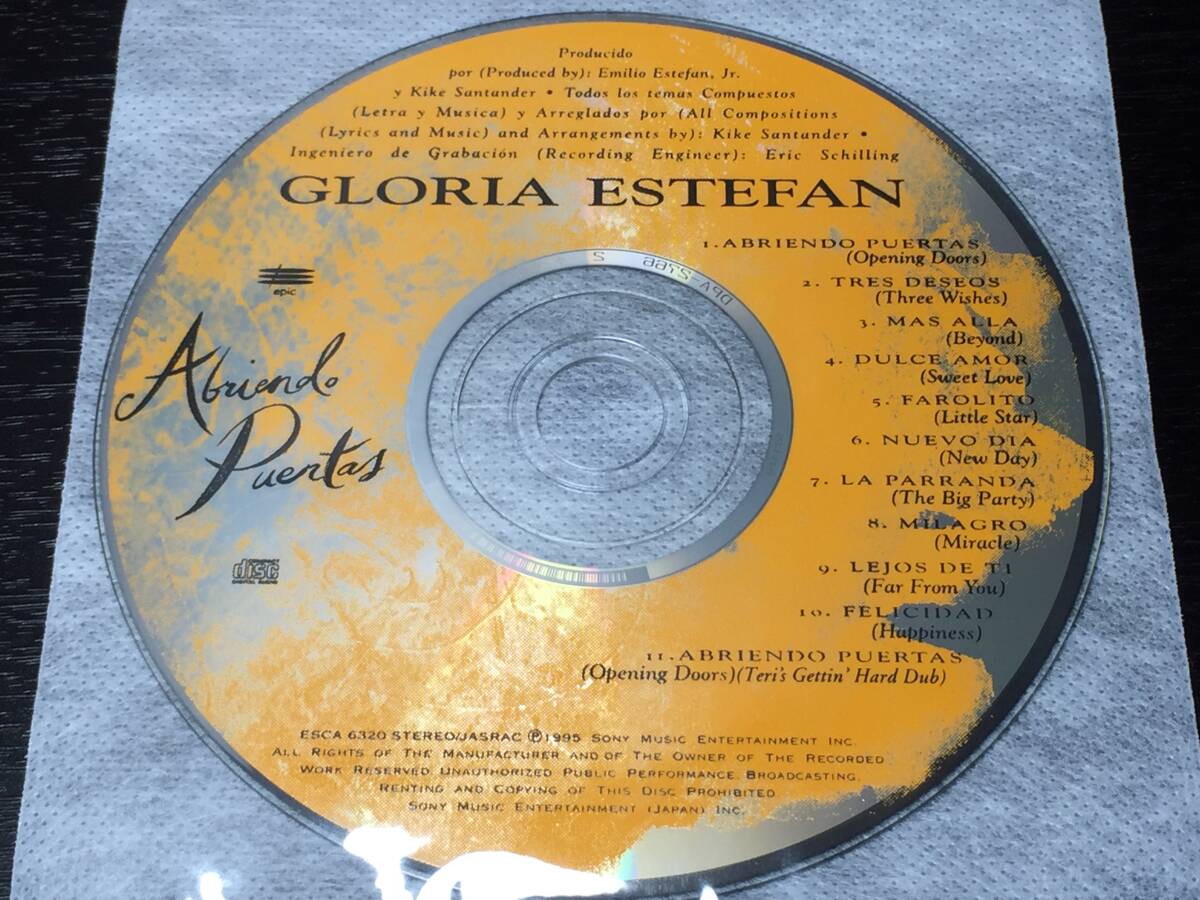 Producido
por (Produced by): Emilio Estefan, Jr.
y Kike Santander • Todos los temas Compuestos
(Letra y Musica) y Arreglados por (All Compositions
(Lyrics and Music) and Arrangements by): Kike Santander •
Ingeniero de Grabación (Recording Engineer): Eric Schilling
GLORIA ESTEFAN
epic
Abriendo
Puertas
COMPACT
disc
DIGITAL AUDIO
1. ABRIENDO PUERTAS
(Opening Doors)
2. TRES DESEOS
(Three Wishes)
3. MAS ALLA
(Beyond)
4. DULCE AMOR
(Sweet Love)
5. FAROLITO
(Little Star)
6. NUEVO DIA
(New Day)
7. LA PARRANDA
(The Big Party)
8. MILAGRO
(Miracle)
9. LEJOS DE TI
(Far From You)
10. FELICIDAD
(Happiness)
11. ABRIENDO PUERTAS
(Opening Doors)(Teri's Gettin' Hard Dub)
ESCA 6320 STEREO/JASRAC ℗1995 SONY MUSIC ENTERTAINMENT INC.
ALL RIGHTS OF THE MANUFACTURER AND OF THE OWNER OF THE RECORDED
WORK RESERVED. UNAUTHORIZED PUBLIC PERFORMANCE. BROADCASTING.
RENTING AND COPYING OF THIS DISC PROHIBITED.
SONY MUSIC ENTERTAINMENT (JAPAN) INC.